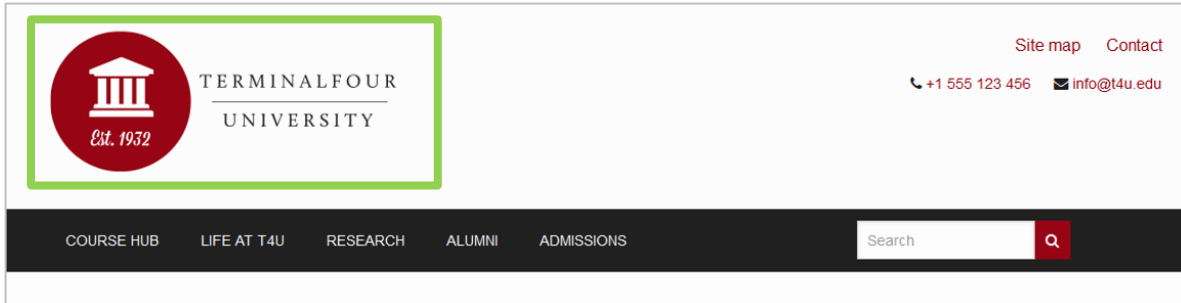 Site map Contact
+1 555 123 456 info@t4u.edu
TERMINALFOUR
UNIVERSITY
Est. 1932
COURSE HUB LIFE AT T4U RESEARCH ALUMNI ADMISSIONS Search